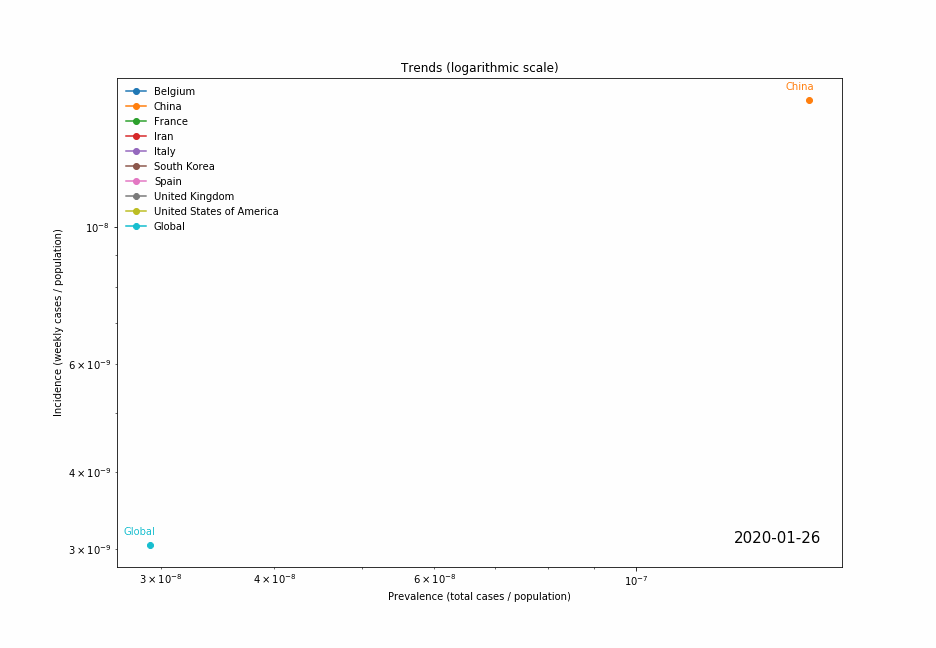 Trends (logarithmic scale)
China
Belgium
China
France
Iran
Italy
South Korea
Spain
United Kingdom
United States of America
Global
10⁻⁸
6 × 10⁻⁹
4 × 10⁻⁹
3 × 10⁻⁹
Incidence (weekly cases / population)
Global
2020-01-26
3 × 10⁻⁸
4 × 10⁻⁸
6 × 10⁻⁸
10⁻⁷
Prevalence (total cases / population)